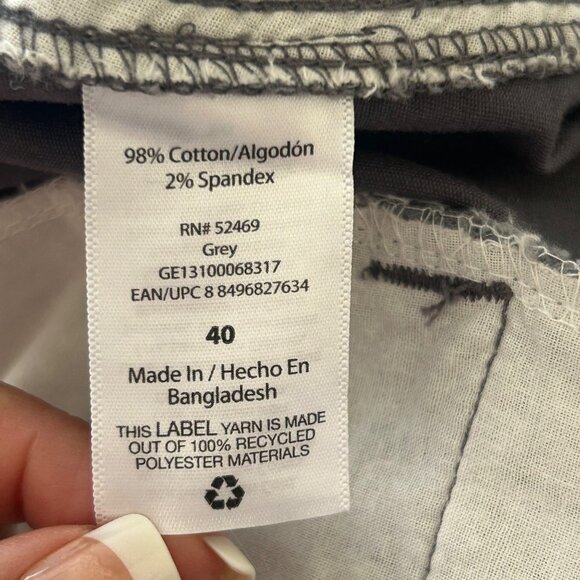 98% Cotton/Algodón
2% Spandex
RN# 52469
Grey
GE13100068317
EAN/UPC 8 8496827634
40
Made In / Hecho En
Bangladesh
THIS LABEL YARN IS MADE
OUT OF 100% RECYCLED
POLYESTER MATERIALS